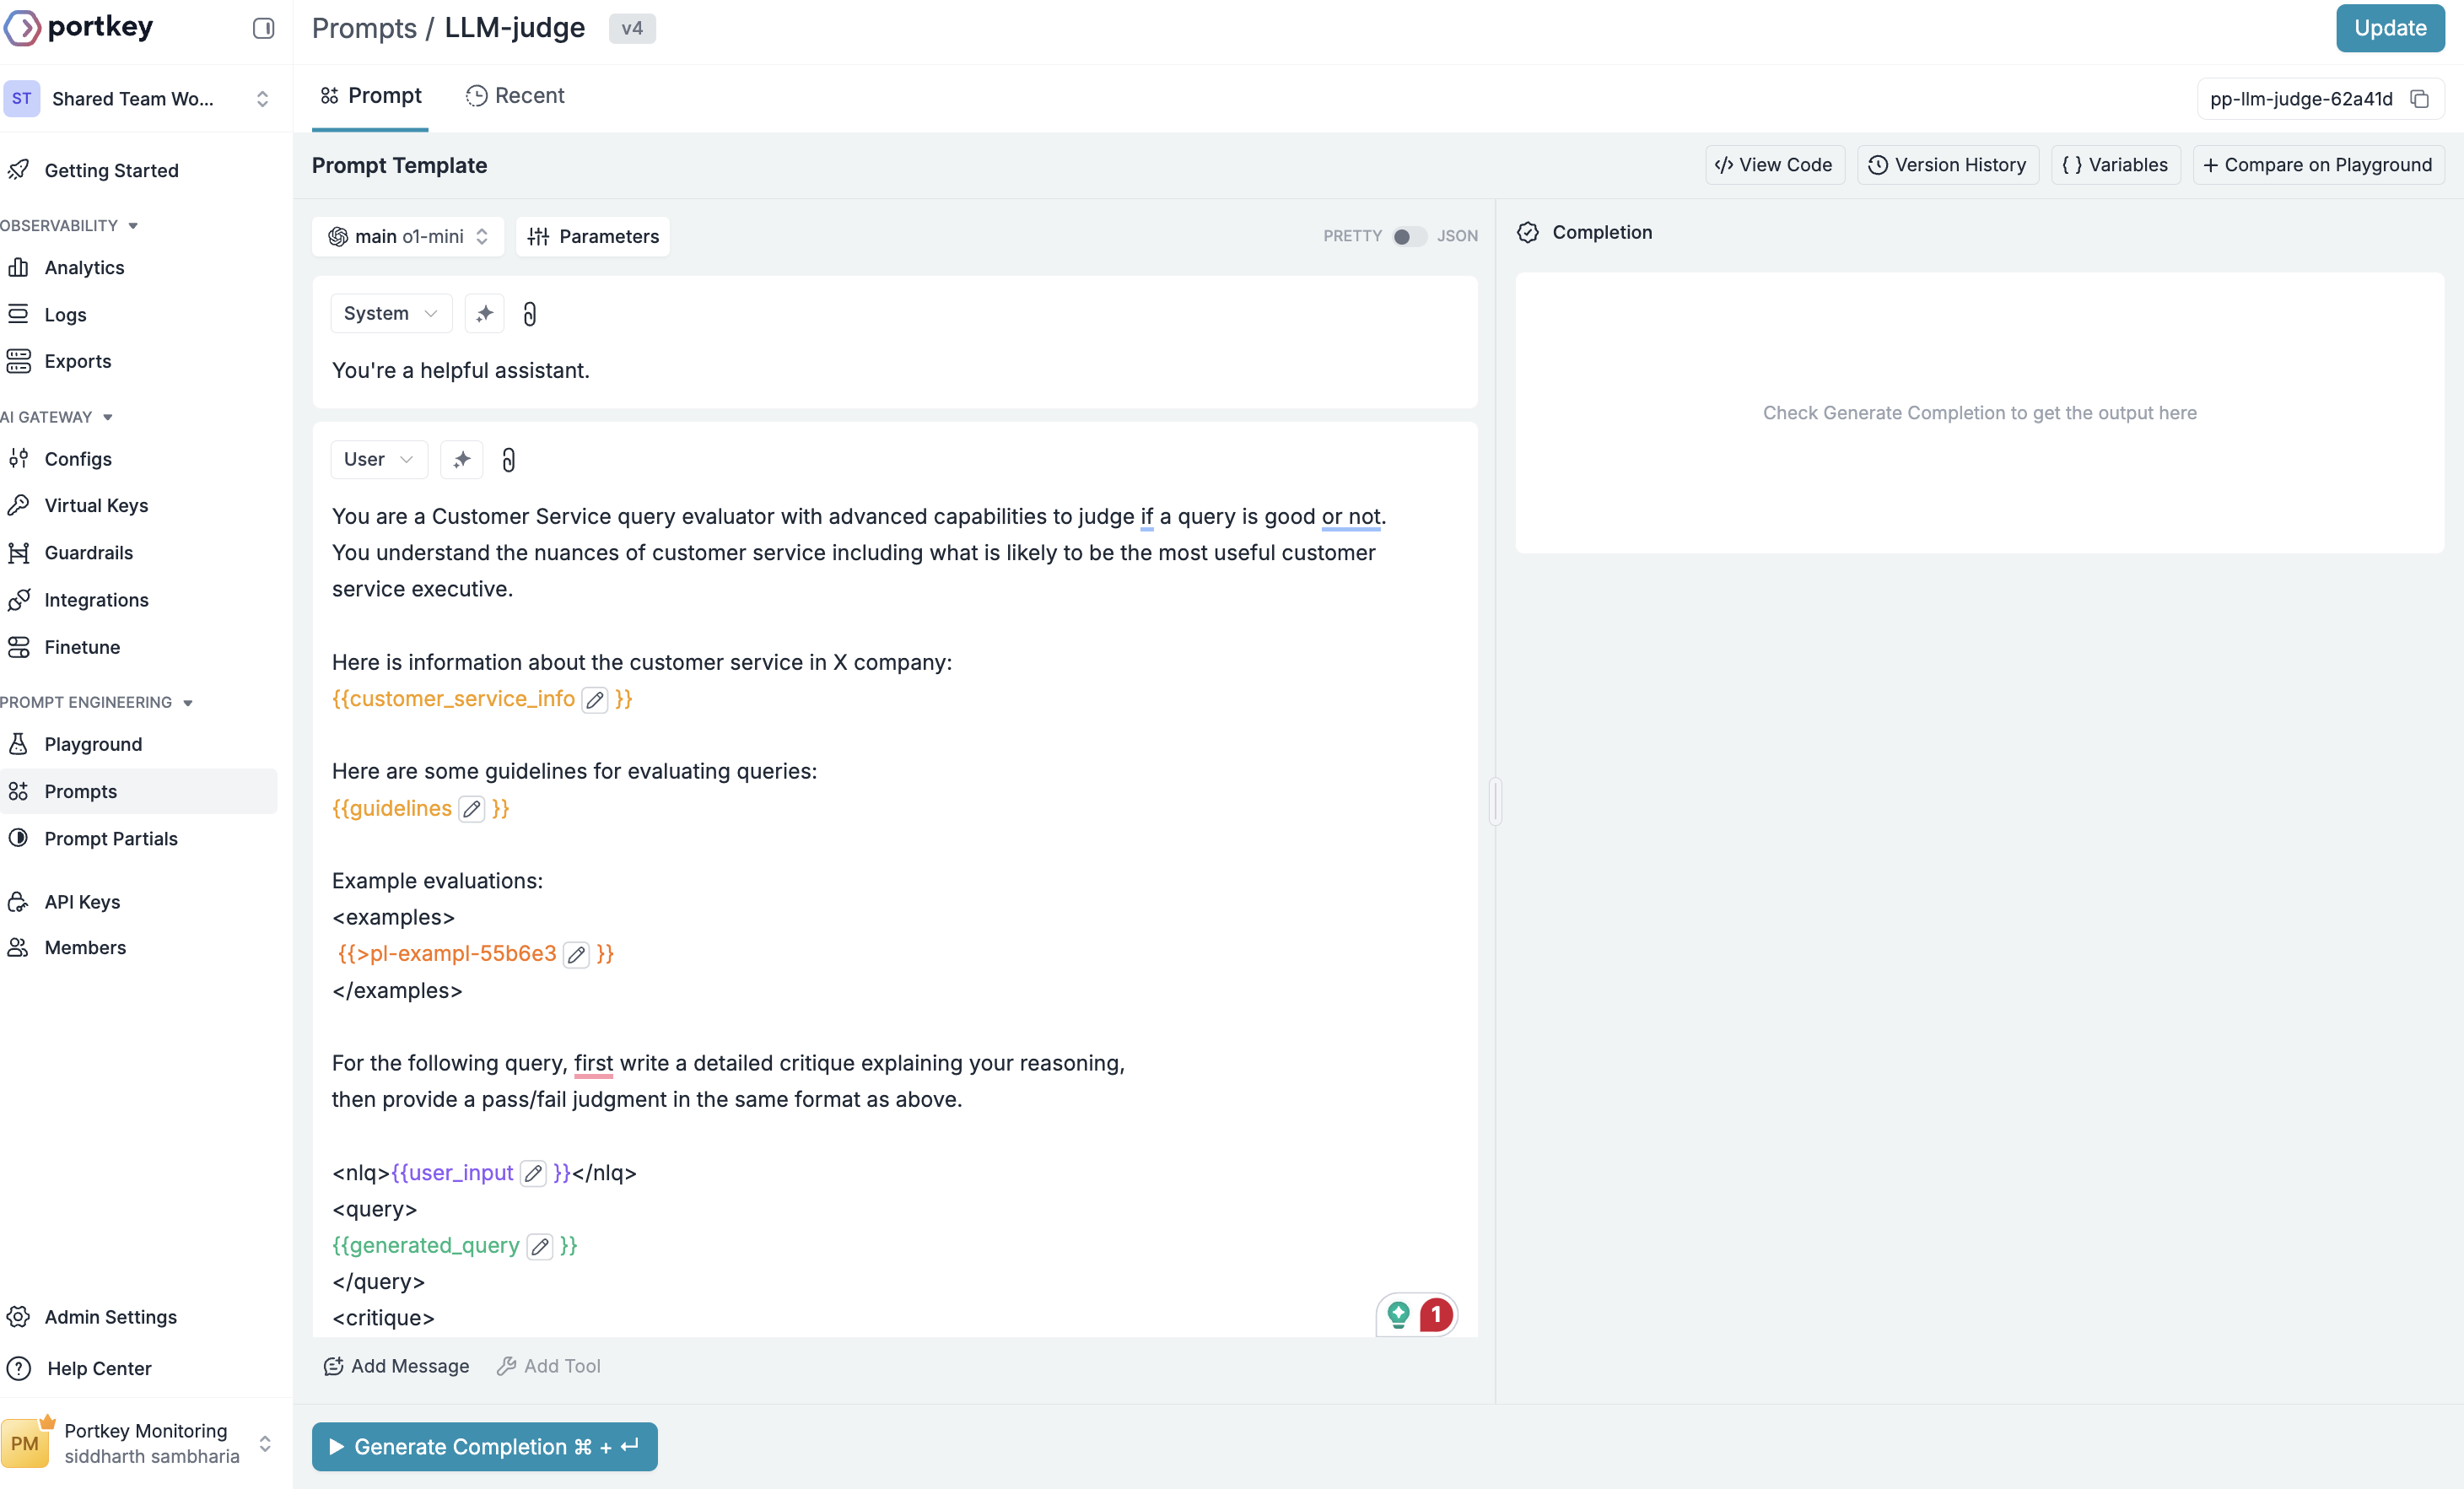 portkey
Prompts / LLM-judge v4
Update
ST Shared Team Wo...
Prompt
Recent
pp-llm-judge-62a41d
Getting Started
OBSERVABILITY
Analytics
Logs
Exports
AI GATEWAY
Configs
Virtual Keys
Guardrails
Integrations
Finetune
PROMPT ENGINEERING
Playground
Prompts
Prompt Partials
API Keys
Members
Admin Settings
Help Center
PM
Portkey Monitoring
siddharth sambharia
Prompt Template
</> View Code
Version History
{ } Variables
+ Compare on Playground
main o1-mini
Parameters
PRETTY JSON
System
You're a helpful assistant.
User
You are a Customer Service query evaluator with advanced capabilities to judge if a query is good or not.
You understand the nuances of customer service including what is likely to be the most useful customer
service executive.
Here is information about the customer service in X company:
{{customer_service_info }}
Here are some guidelines for evaluating queries:
{{guidelines }}
Example evaluations:
<examples>
{{>pl-exampl-55b6e3 }}
</examples>
For the following query, first write a detailed critique explaining your reasoning,
then provide a pass/fail judgment in the same format as above.
<nlq>{{user_input }}</nlq>
<query>
{{generated_query }}
</query>
<critique>
1
Add Message
Add Tool
Generate Completion ⌘ + ↵
Completion
Check Generate Completion to get the output here